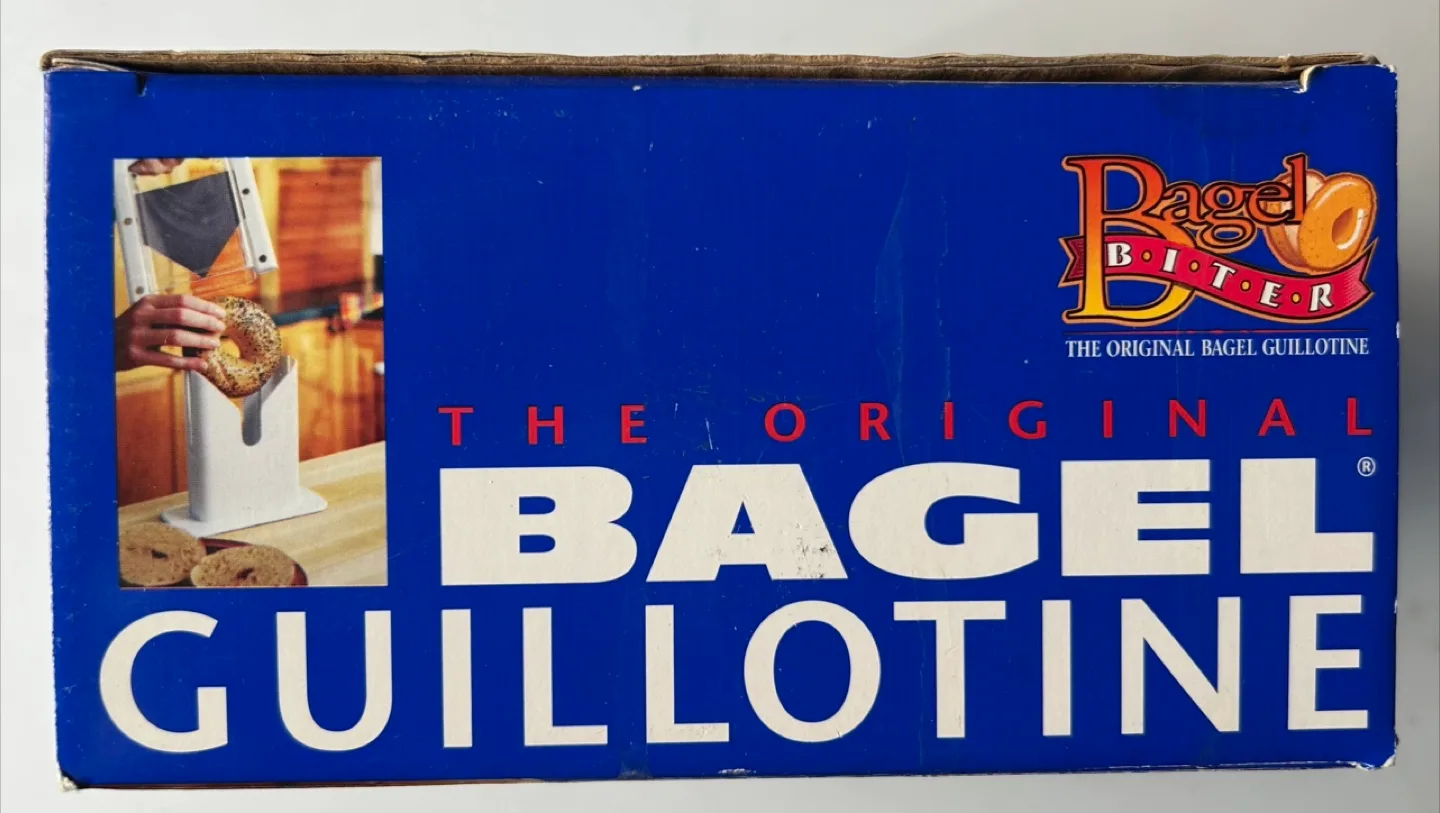 Bagel
B·I·T·E·R
THE ORIGINAL BAGEL GUILLOTINE
THE ORIGINAL
BAGEL®
GUILLOTINE